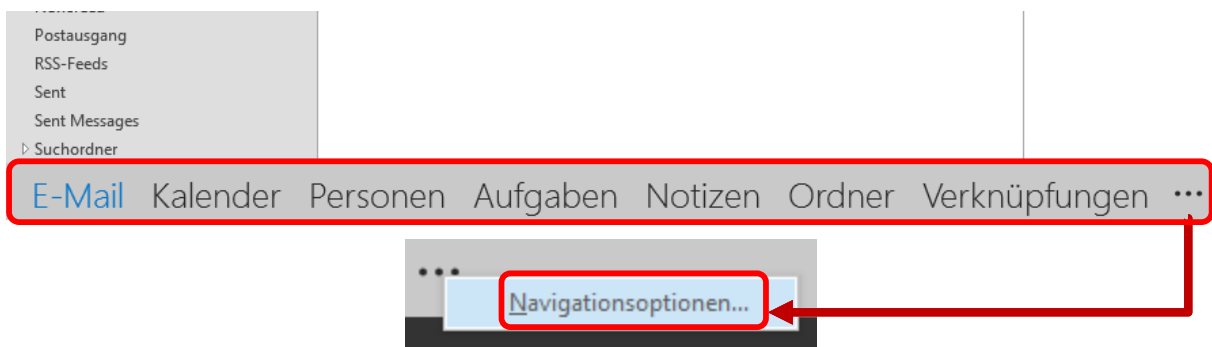 Postausgang
RSS-Feeds
Sent
Sent Messages
Suchordner
E-Mail Kalender Personen Aufgaben Notizen Ordner Verknüpfungen ...
...
Navigationsoptionen...